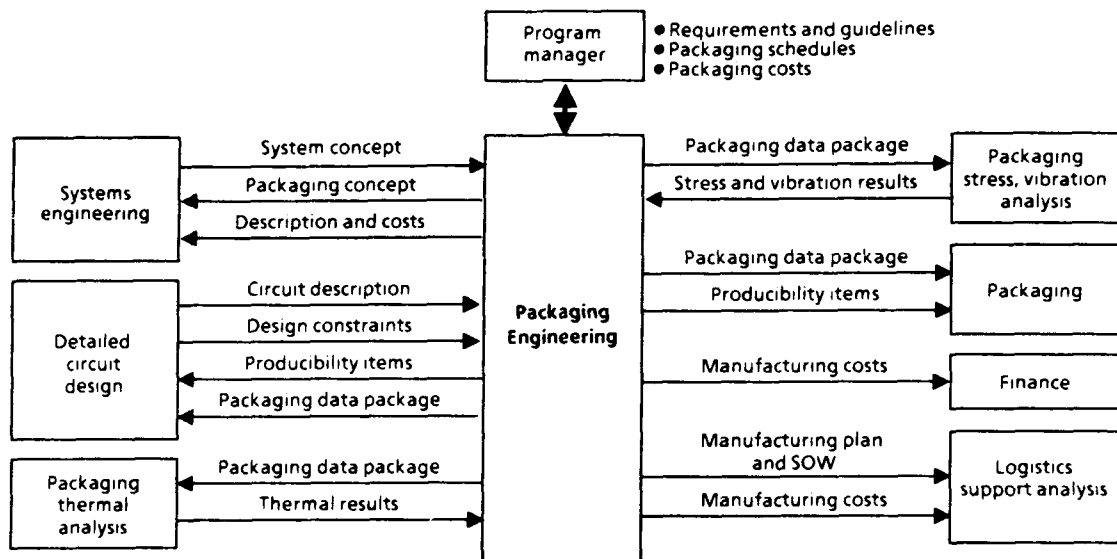 Program
manager
● Requirements and guidelines
● Packaging schedules
● Packaging costs
Systems
engineering
System concept
Packaging concept
Description and costs
Detailed
circuit
design
Circuit description
Design constraints
Producibility items
Packaging data package
Packaging
thermal
analysis
Packaging data package
Thermal results
Packaging
Engineering
Packaging data package
Stress and vibration results
Packaging
stress, vibration
analysis
Packaging data package
Producibility items
Packaging
Manufacturing costs
Finance
Manufacturing plan
and SOW
Manufacturing costs
Logistics
support analysis